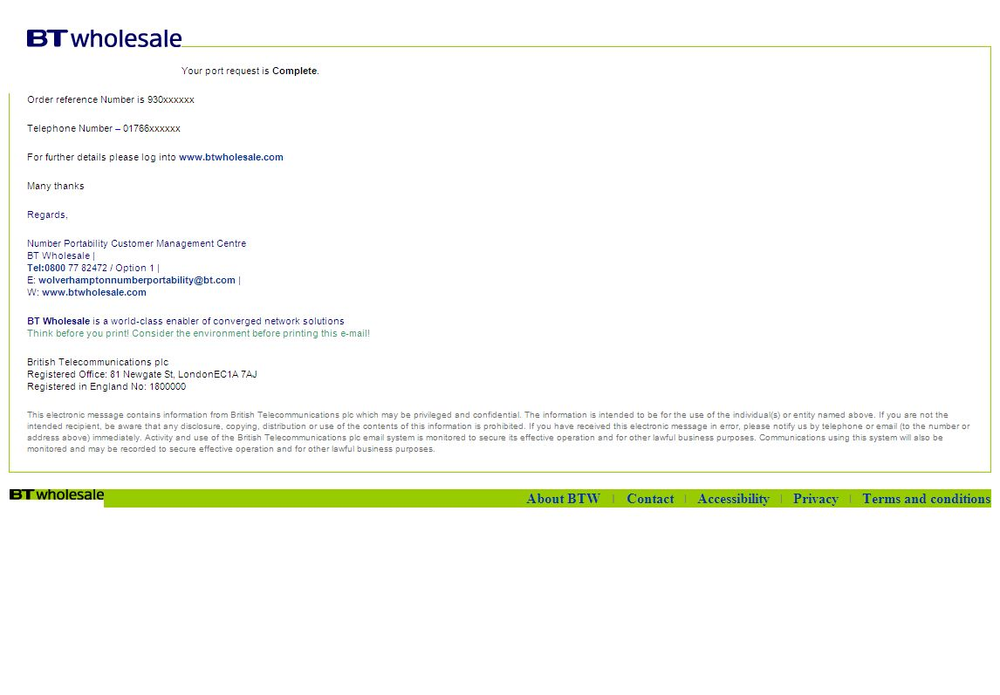 BT wholesale
Your port request is Complete.
Order reference Number is 930xxxxxx
Telephone Number – 01766xxxxxx
For further details please log into www.btwholesale.com
Many thanks
Regards,
Number Portability Customer Management Centre
BT Wholesale |
Tel:0800 77 82472 / Option 1 |
E: wolverhamptonnumberportability@bt.com |
W: www.btwholesale.com
BT Wholesale is a world-class enabler of converged network solutions
Think before you print! Consider the environment before printing this e-mail!
British Telecommunications plc
Registered Office: 81 Newgate St, LondonEC1A 7AJ
Registered in England No: 1800000
This electronic message contains information from British Telecommunications plc which may be privileged and confidential. The information is intended to be for the use of the individual(s) or entity named above. If you are not the
intended recipient, be aware that any disclosure, copying, distribution or use of the contents of this information is prohibited. If you have received this electronic message in error, please notify us by telephone or email (to the number or
address above) immediately. Activity and use of the British Telecommunications plc email system is monitored to secure its effective operation and for other lawful business purposes. Communications using this system will also be
monitored and may be recorded to secure effective operation and for other lawful business purposes.
BT wholesale
About BTW | Contact | Accessibility | Privacy | Terms and conditions